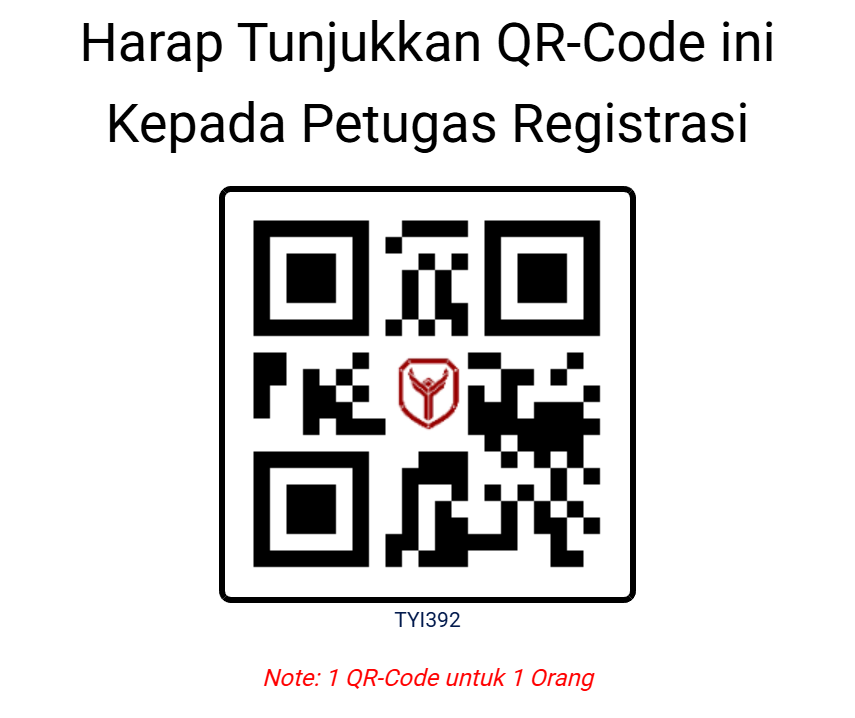 Harap Tunjukkan QR-Code ini
Kepada Petugas Registrasi
TYI392
Note: 1 QR-Code untuk 1 Orang